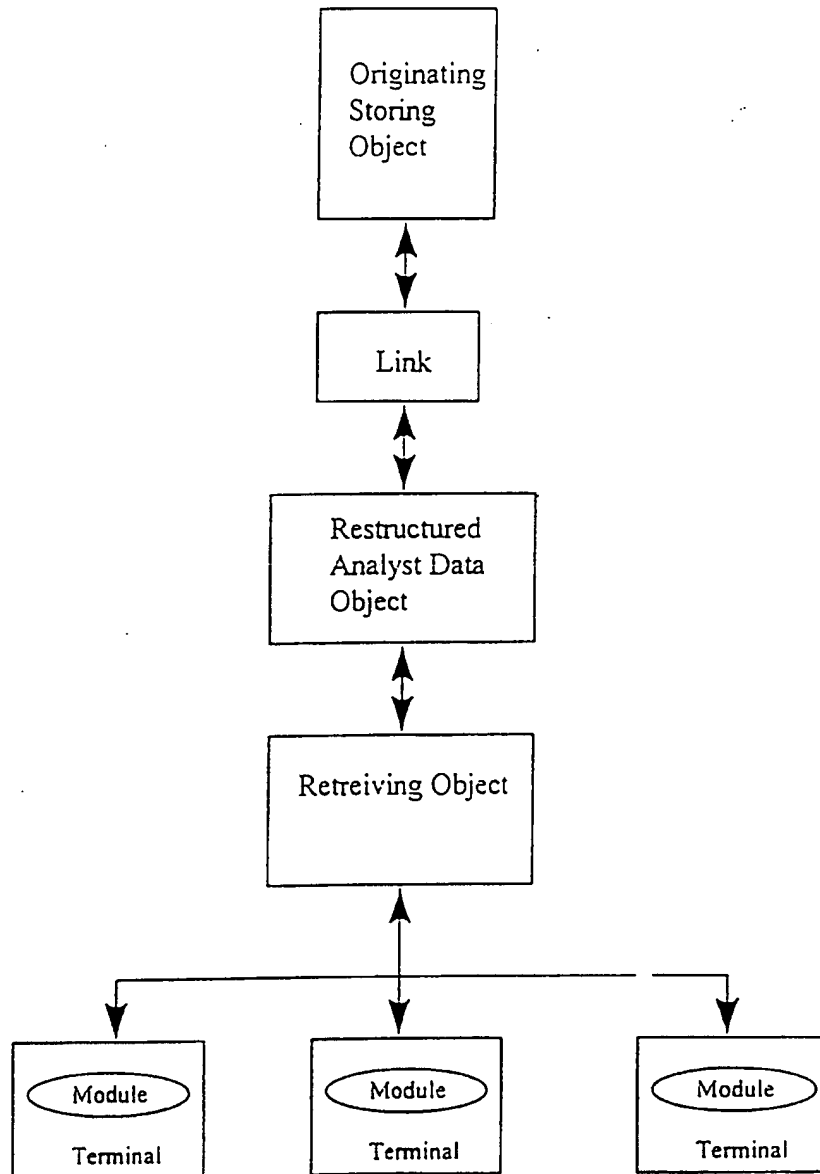 Originating
Storing
Object
Link
Restructured
Analyst Data
Object
Retreiving Object
Module
Terminal
Module
Terminal
Module
Terminal